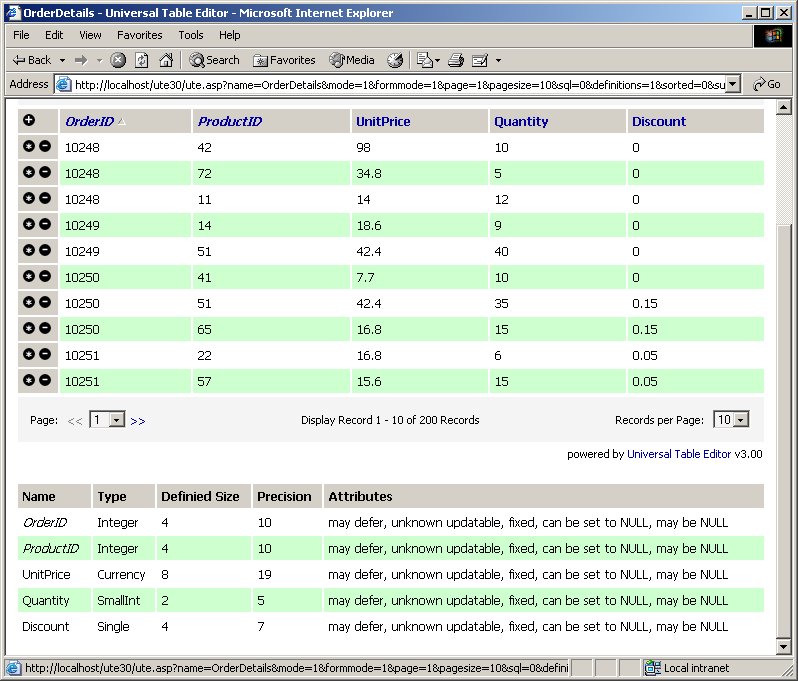 OrderDetails - Universal Table Editor - Microsoft Internet Explorer
File Edit View Favorites Tools Help
Back Search Favorites Media
Address http://localhost/ute30/ute.asp?name=OrderDetails&mode=1&formmode=1&page=1&pagesize=10&sql=0&definitions=1&sorted=0&su Go
OrderID ProductID UnitPrice Quantity Discount
10248 42 98 10 0
10248 72 34.8 5 0
10248 11 14 12 0
10249 14 18.6 9 0
10249 51 42.4 40 0
10250 41 7.7 10 0
10250 51 42.4 35 0.15
10250 65 16.8 15 0.15
10251 22 16.8 6 0.05
10251 57 15.6 15 0.05
Page: << 1 >> Display Record 1 - 10 of 200 Records Records per Page: 10
powered by Universal Table Editor v3.00
Name Type Definied Size Precision Attributes
OrderID Integer 4 10 may defer, unknown updatable, fixed, can be set to NULL, may be NULL
ProductID Integer 4 10 may defer, unknown updatable, fixed, can be set to NULL, may be NULL
UnitPrice Currency 8 19 may defer, unknown updatable, fixed, can be set to NULL, may be NULL
Quantity SmallInt 2 5 may defer, unknown updatable, fixed, can be set to NULL, may be NULL
Discount Single 4 7 may defer, unknown updatable, fixed, can be set to NULL, may be NULL
http://localhost/ute30/ute.asp?name=OrderDetails&mode=1&formmode=1&page=1&pagesize=10&sql=0&defini Local intranet